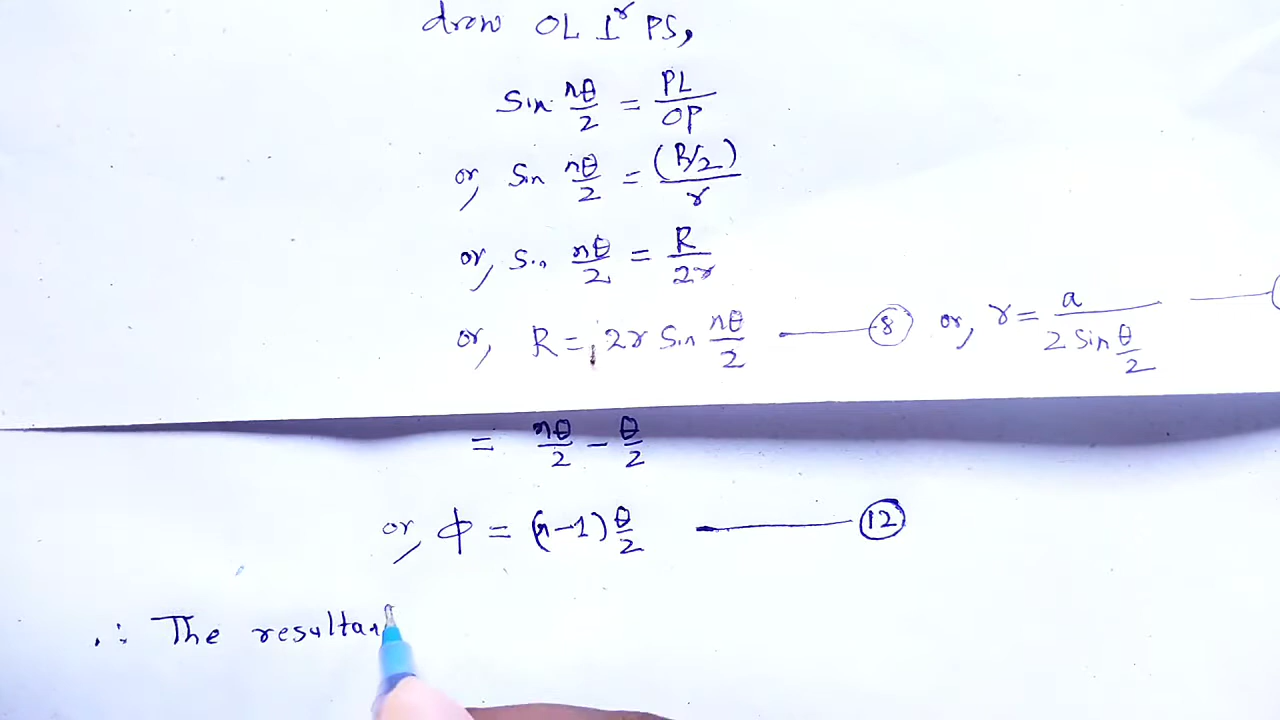 draw OL ⊥r PS,
Sin nθ/2 = PL/OP
or, Sin nθ/2 = (R/2)/r
or, Sin nθ/2 = R/2r
or, R = 2r Sin nθ/2 —— 8 or, r = a/(2 Sin θ/2) ——
= nθ/2 - θ/2
or, ϕ = (n-1)θ/2 —— 12
∴ The resultan